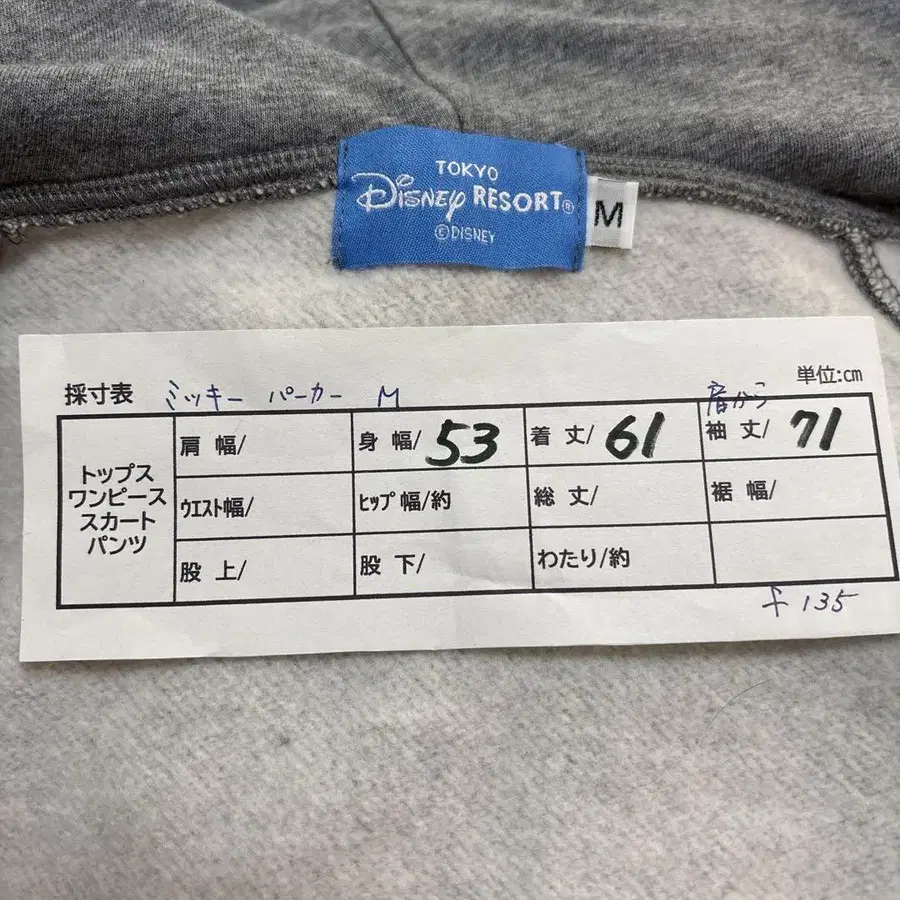 TOKYO
Disney RESORT®
©DISNEY
M
採寸表 ミッキー パーカー M 単位:cm
肩から
トップス
ワンピース
スカート
パンツ
肩 幅/ 身 幅/ 53 着 丈/ 61 袖 丈/ 71
ウエスト幅/ ヒップ幅/約 総 丈/ 裾 幅/
股 上/ 股 下/ わたり/約
f 135